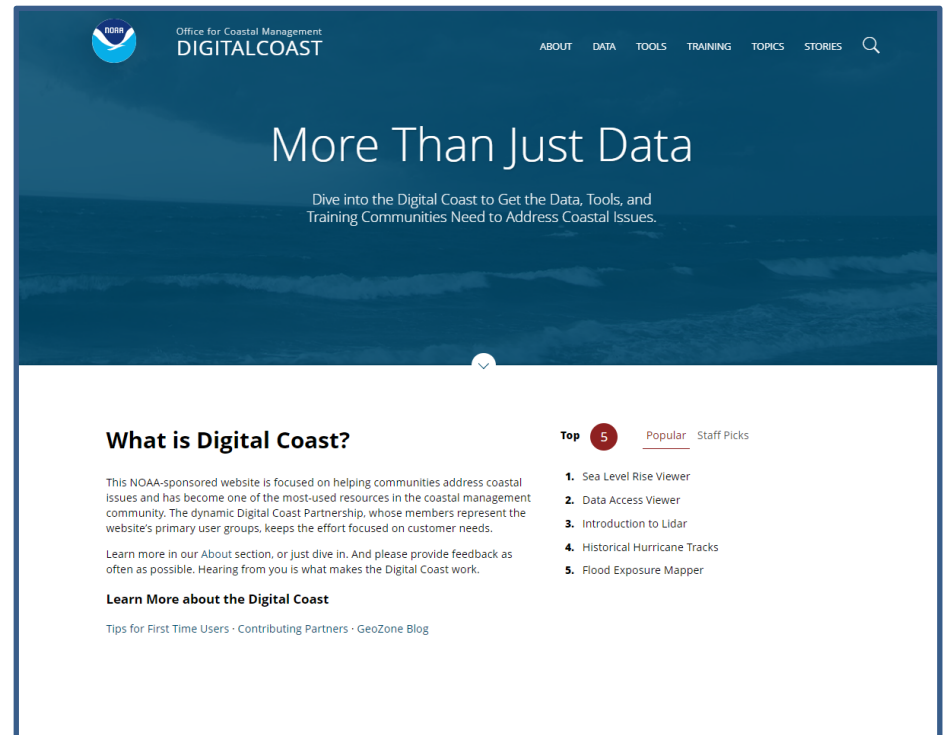 NOAA
Office for Coastal Management
DIGITALCOAST
ABOUT DATA TOOLS TRAINING TOPICS STORIES
More Than Just Data
Dive into the Digital Coast to Get the Data, Tools, and
Training Communities Need to Address Coastal Issues.
What is Digital Coast?
This NOAA-sponsored website is focused on helping communities address coastal
issues and has become one of the most-used resources in the coastal management
community. The dynamic Digital Coast Partnership, whose members represent the
website's primary user groups, keeps the effort focused on customer needs.
Learn more in our About section, or just dive in. And please provide feedback as
often as possible. Hearing from you is what makes the Digital Coast work.
Learn More about the Digital Coast
Tips for First Time Users · Contributing Partners · GeoZone Blog
Top 5 Popular Staff Picks
1. Sea Level Rise Viewer
2. Data Access Viewer
3. Introduction to Lidar
4. Historical Hurricane Tracks
5. Flood Exposure Mapper